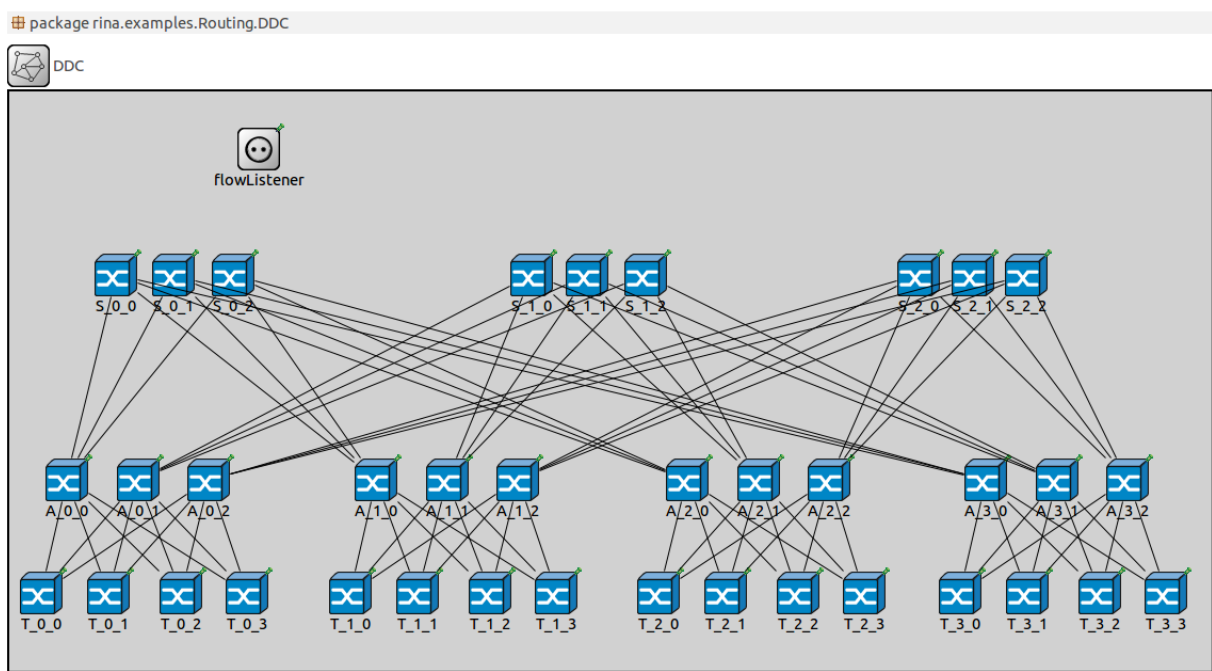 package rina.examples.Routing.DDC
DDC
flowListener
S_0_0 S_0_1 S_0_2 S_1_0 S_1_1 S_1_2 S_2_0 S_2_1 S_2_2
A_0_0 A_0_1 A_0_2 A_1_0 A_1_1 A_1_2 A_2_0 A_2_1 A_2_2 A_3_0 A_3_1 A_3_2
T_0_0 T_0_1 T_0_2 T_0_3 T_1_0 T_1_1 T_1_2 T_1_3 T_2_0 T_2_1 T_2_2 T_2_3 T_3_0 T_3_1 T_3_2 T_3_3